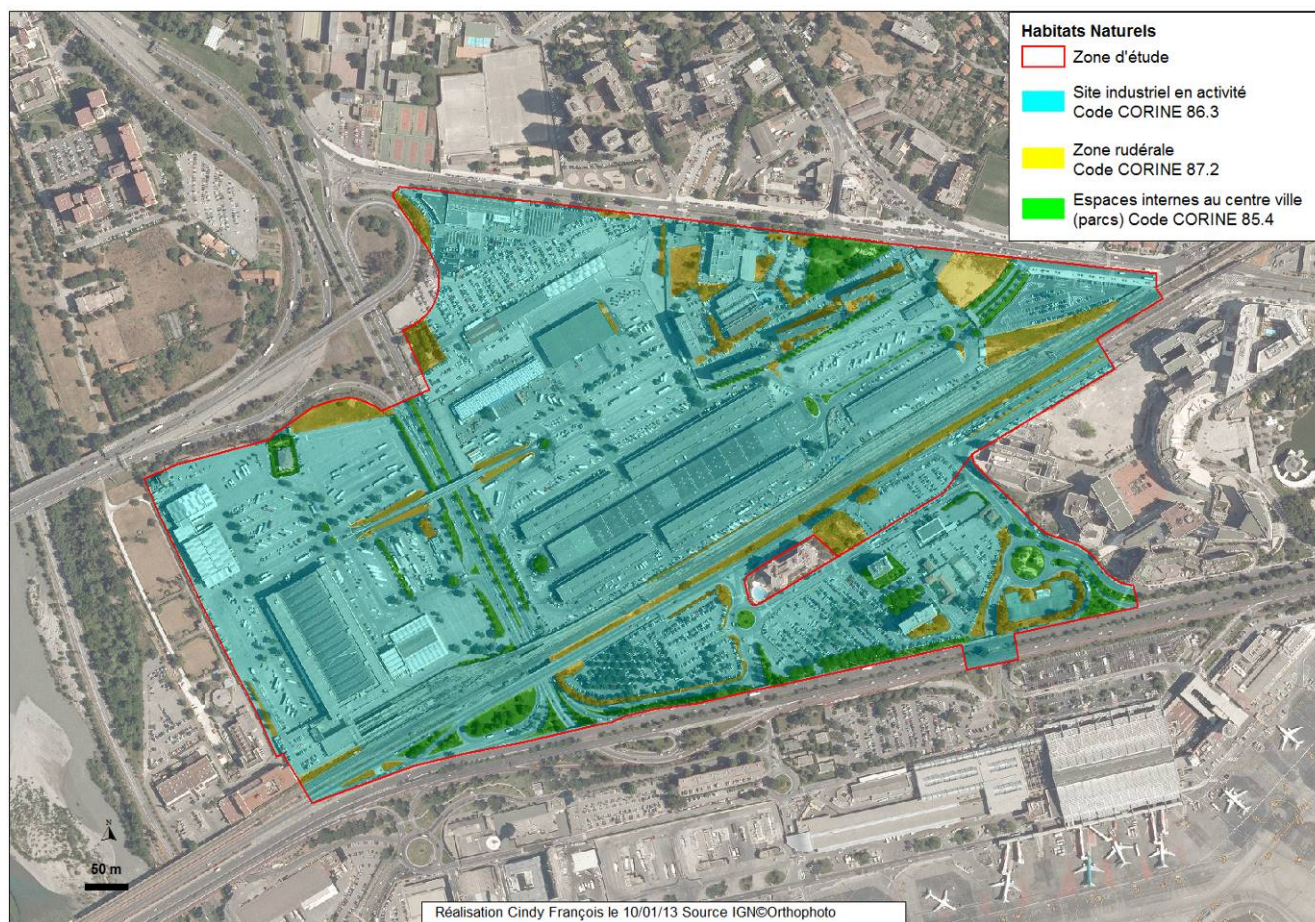 Habitats Naturels
Zone d'étude
Site industriel en activité
Code CORINE 86.3
Zone rudérale
Code CORINE 87.2
Espaces internes au centre ville
(parcs) Code CORINE 85.4
N
50 m
Réalisation Cindy François le 10/01/13 Source IGN©Orthophoto